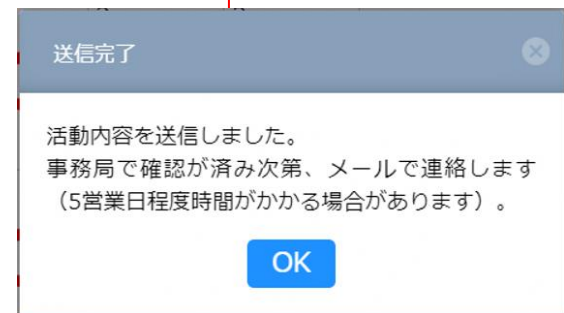 送信完了
活動内容を送信しました。
事務局で確認が済み次第、メールで連絡します
（5営業日程度時間がかかる場合があります）。
OK